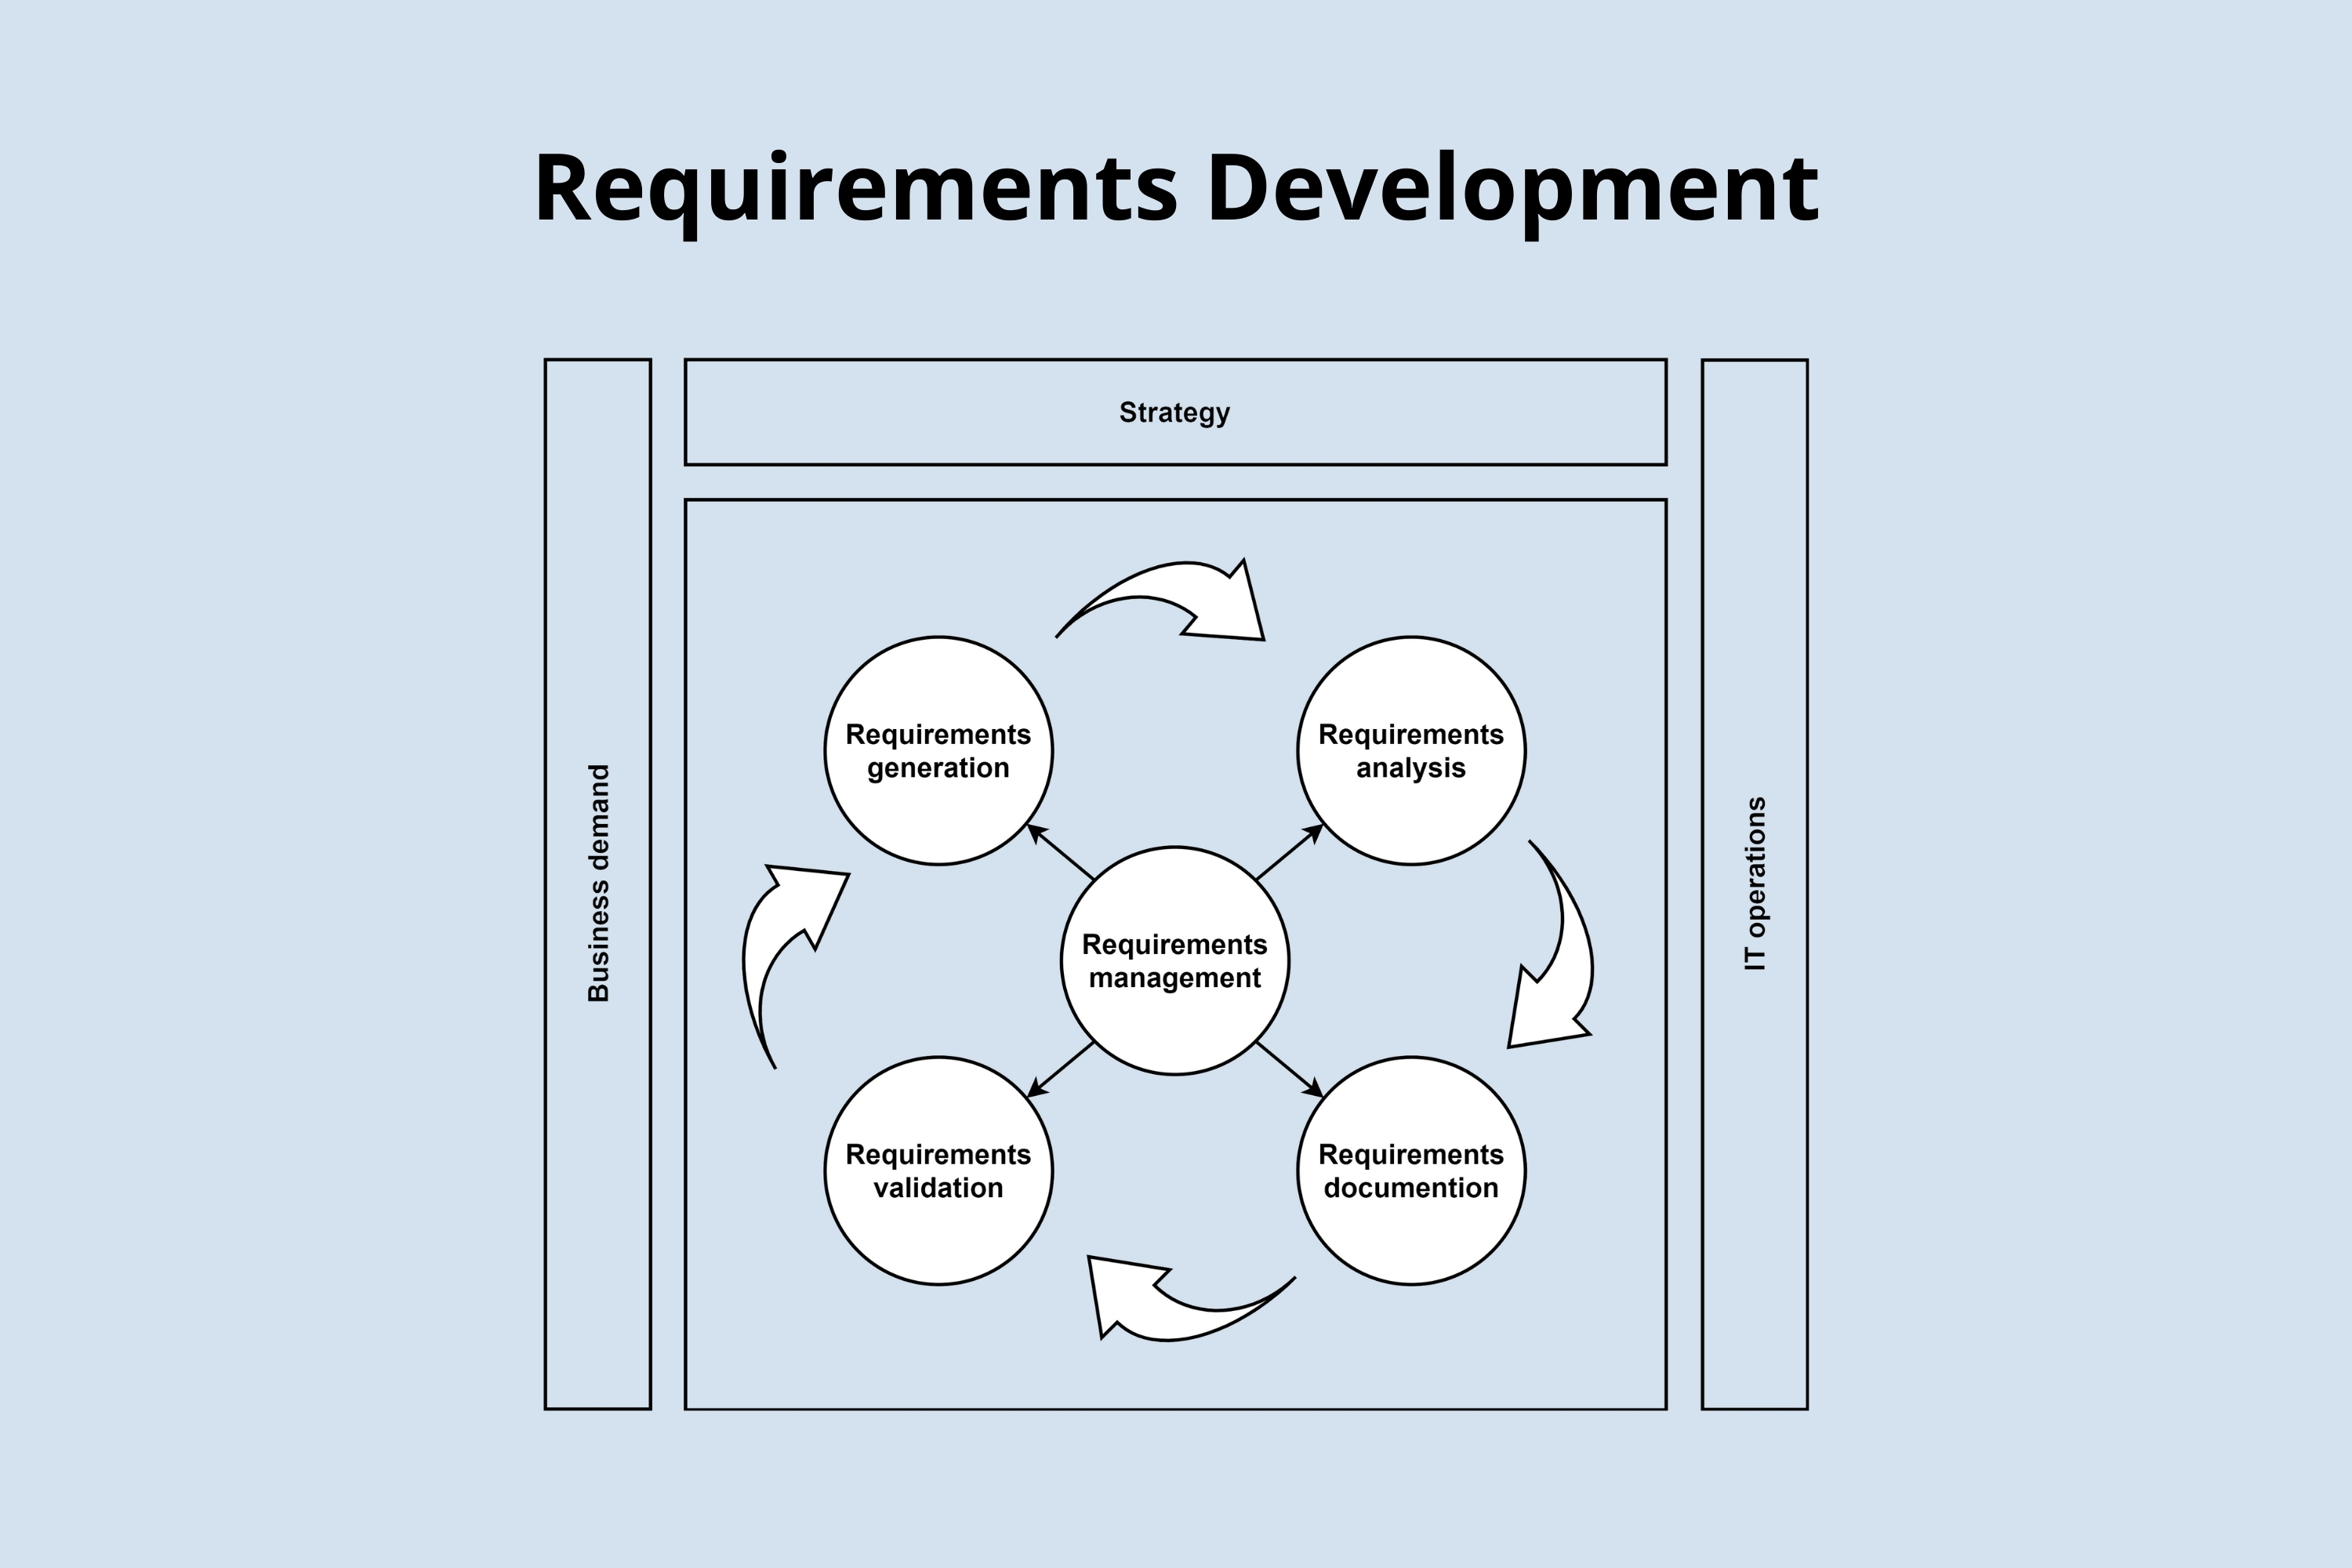 Requirements Development
Strategy
Business demand
Requirements
generation
Requirements
analysis
Requirements
management
Requirements
validation
Requirements
documention
IT operations